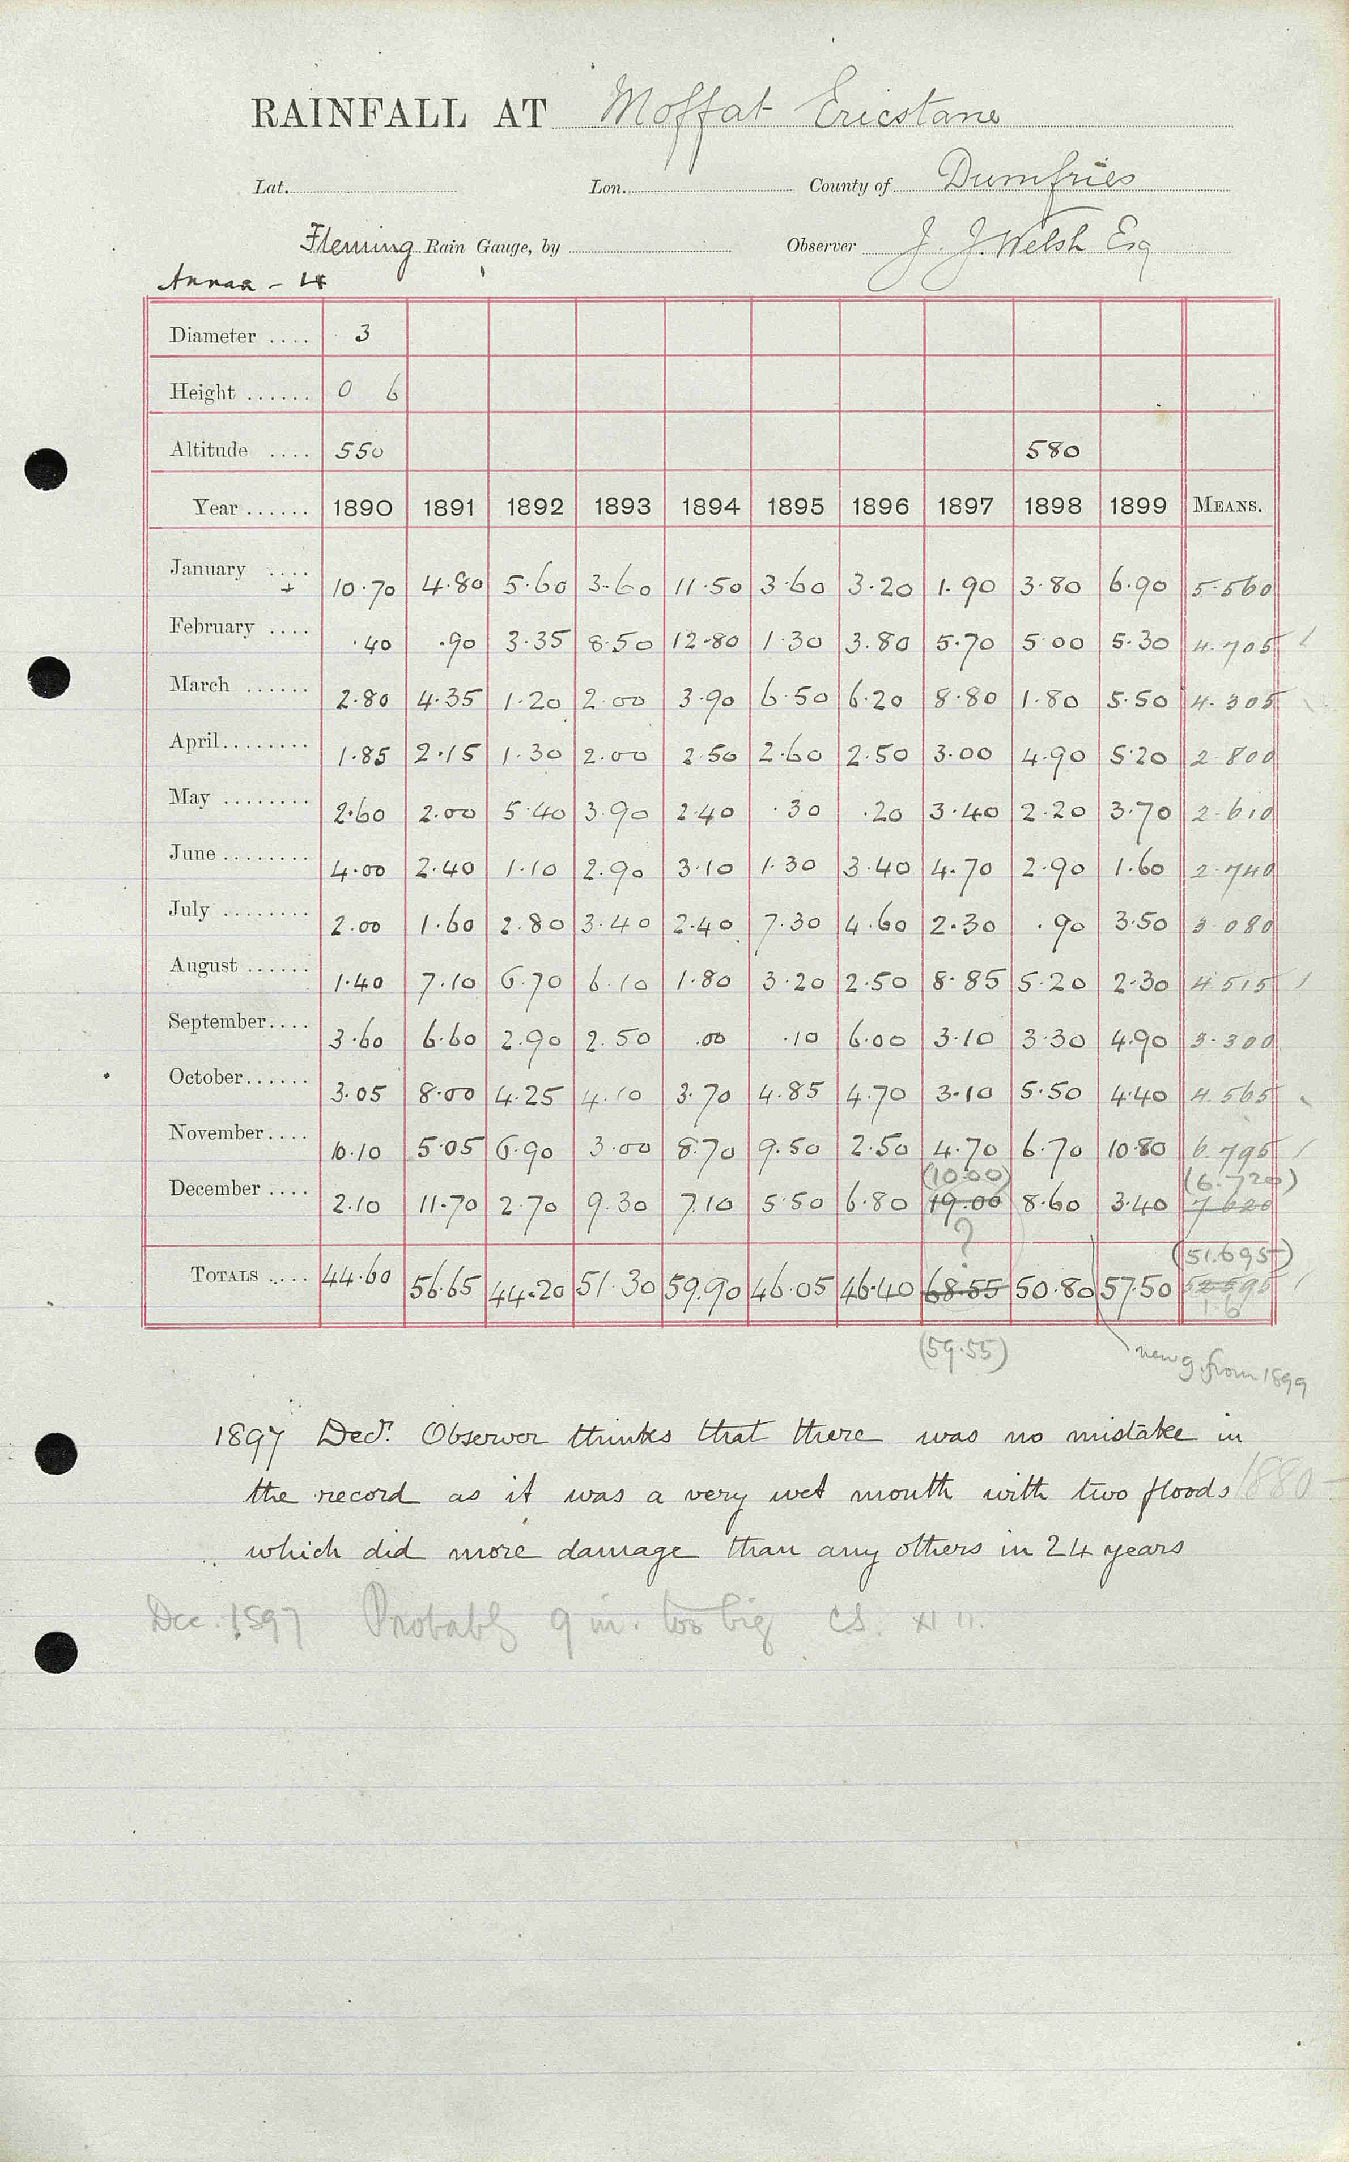 RAINFALL AT Moffat Ericstane
Lat. Lon. County of Dumfries
Fleming Rain Gauge, by Observer J. J. Welsh Esq
Annan - 4
Diameter .... 3
Height ...... 0 6
Altitude .... 550 580
Year ...... 1890 1891 1892 1893 1894 1895 1896 1897 1898 1899 MEANS.
January .... + 10.70 4.80 5.60 3.60 11.50 3.60 3.20 1.90 3.80 6.90 5.560
February .... .40 .90 3.35 8.50 12.80 1.30 3.80 5.70 5.00 5.30 4.705 /
March ...... 2.80 4.35 1.20 2.00 3.90 6.50 6.20 8.80 1.80 5.50 4.305
April ........ 1.85 2.15 1.30 2.00 2.50 2.60 2.50 3.00 4.90 5.20 2.800
May ........ 2.60 2.00 5.40 3.90 2.40 .30 .20 3.40 2.20 3.70 2.610
June ........ 4.00 2.40 1.10 2.90 3.10 1.30 3.40 4.70 2.90 1.60 2.740
July ........ 2.00 1.60 2.80 3.40 2.40 7.30 4.60 2.30 .90 3.50 3.080
August ...... 1.40 7.10 6.70 6.10 1.80 3.20 2.50 8.85 5.20 2.30 4.515 /
September .... 3.60 6.60 2.90 2.50 .00 .10 6.00 3.10 3.30 4.90 3.300
October ...... 3.05 8.00 4.25 4.10 3.70 4.85 4.70 3.10 5.50 4.40 4.565
November .... 10.10 5.05 6.90 3.00 8.70 9.50 2.50 4.70 6.70 10.80 6.795 /
(10.00) (6.720)
December .... 2.10 11.70 2.70 9.30 7.10 5.50 6.80 19.00 8.60 3.40 7.620
?
(51.695)
TOTALS .... 44.60 56.65 44.20 51.30 59.90 46.05 46.40 68.55 50.80 57.50 52.595 /
1.6
(59.55) new g. from 1899
1897 Decr. Observer thinks that there was no mistake in
the record as it was a very wet month with two floods 1880-
which did more damage than any others in 24 years
Dec. 1897 Probably 9 in. too big CS. XI 11.